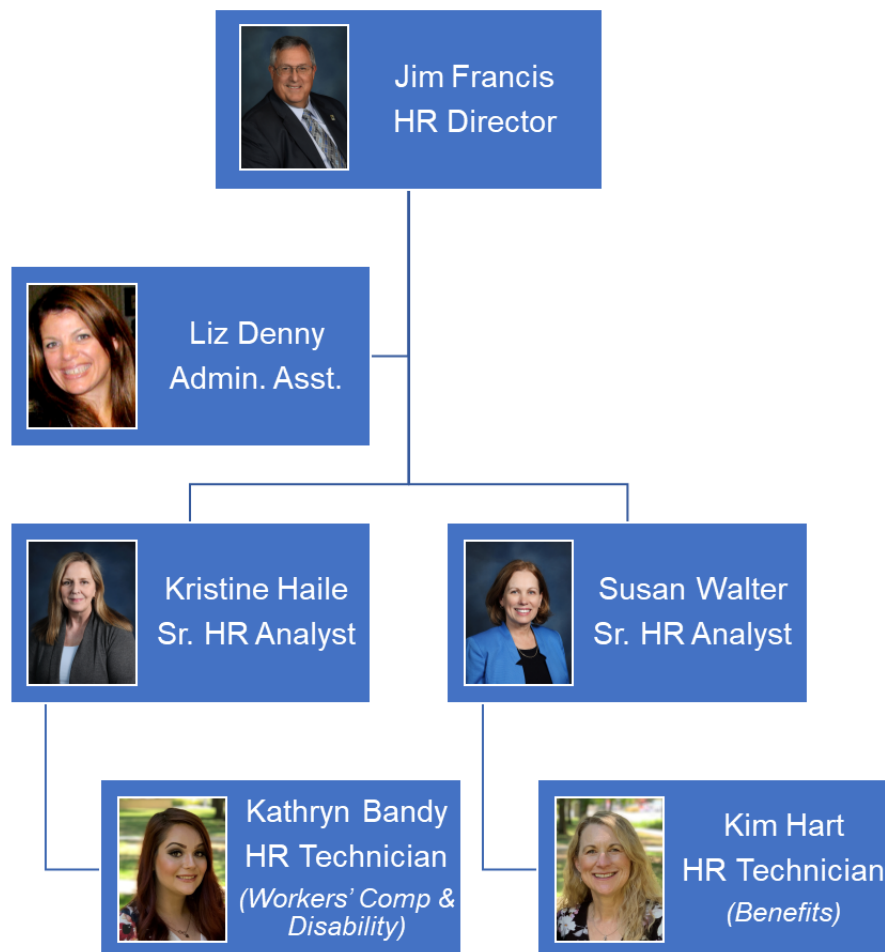 Jim Francis
HR Director
Liz Denny
Admin. Asst.
Kristine Haile
Sr. HR Analyst
Susan Walter
Sr. HR Analyst
Kathryn Bandy
HR Technician
(Workers’ Comp &
Disability)
Kim Hart
HR Technician
(Benefits)